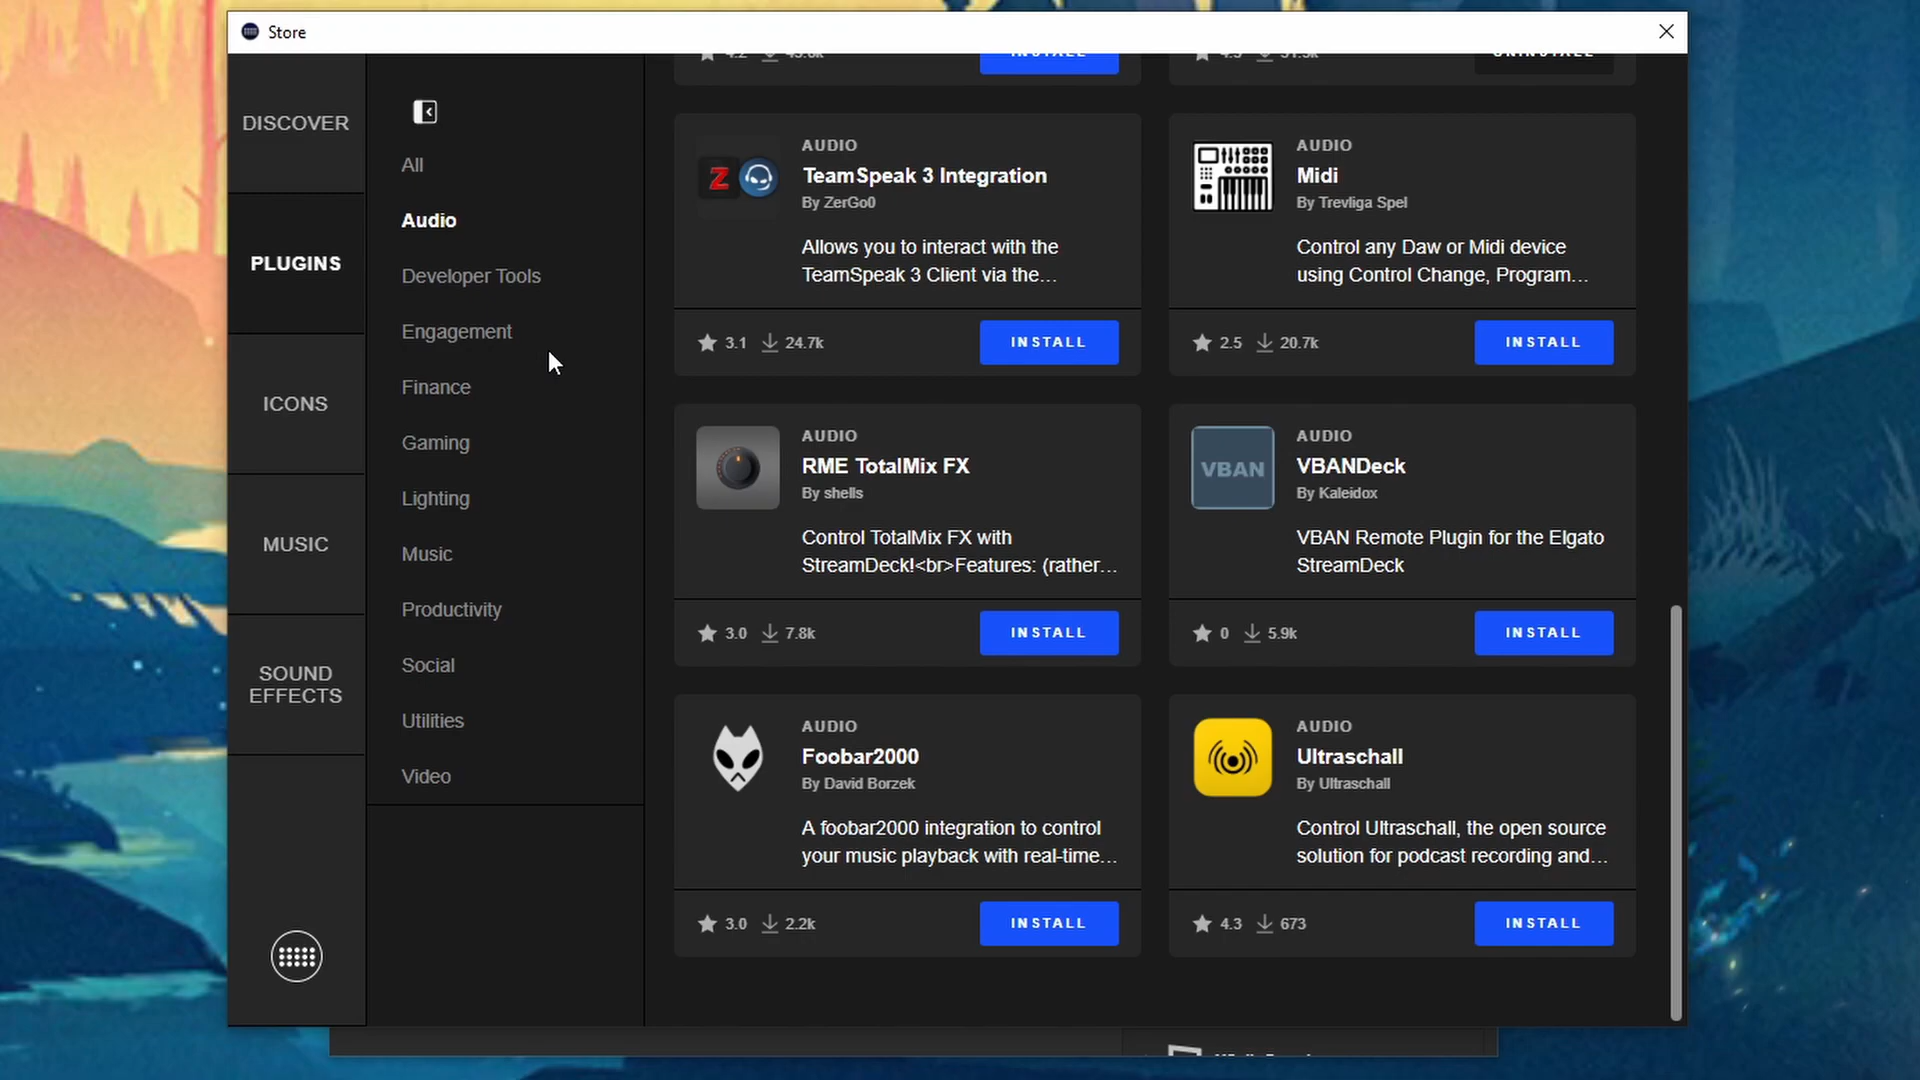 Store
DISCOVER
PLUGINS
ICONS
MUSIC
SOUND
EFFECTS
All
Audio
Developer Tools
Engagement
Finance
Gaming
Lighting
Music
Productivity
Social
Utilities
Video
INSTALL
UNINSTALL
AUDIO
TeamSpeak 3 Integration
By ZerGo0
Allows you to interact with the
TeamSpeak 3 Client via the...
3.1 24.7k INSTALL
AUDIO
Midi
By Trevliga Spel
Control any Daw or Midi device
using Control Change, Program...
2.5 20.7k INSTALL
AUDIO
RME TotalMix FX
By shells
Control TotalMix FX with
StreamDeck!<br>Features: (rather...
3.0 7.8k INSTALL
VBAN
AUDIO
VBANDeck
By Kaleidox
VBAN Remote Plugin for the Elgato
StreamDeck
0 5.9k INSTALL
AUDIO
Foobar2000
By David Borzek
A foobar2000 integration to control
your music playback with real-time...
3.0 2.2k INSTALL
AUDIO
Ultraschall
By Ultraschall
Control Ultraschall, the open source
solution for podcast recording and...
4.3 673 INSTALL